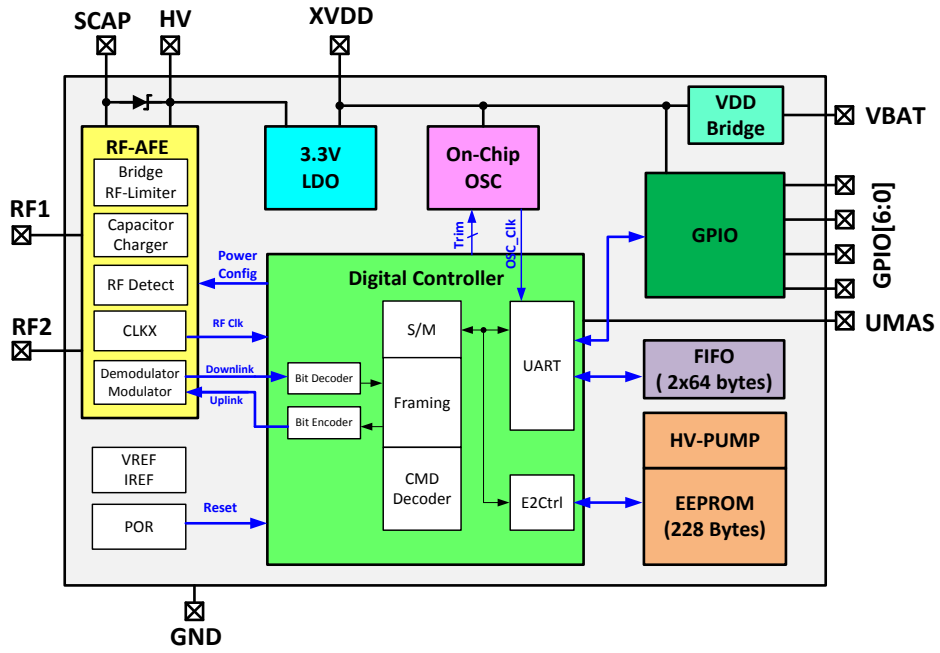 SCAP
HV
XVDD
VDD
Bridge
VBAT
RF-AFE
Bridge
RF-Limiter
Capacitor
Charger
RF Detect
CLKX
Demodulator
Modulator
3.3V
LDO
On-Chip
OSC
GPIO
GPIO[6:0]
RF1
RF2
Power
Config
RF Clk
Downlink
Uplink
Trim
OSC_Clk
Digital Controller
S/M
Framing
CMD
Decoder
Bit Decoder
Bit Encoder
UART
E2Ctrl
UMAS
FIFO
( 2x64 bytes)
HV-PUMP
EEPROM
(228 Bytes)
VREF
IREF
POR
Reset
GND